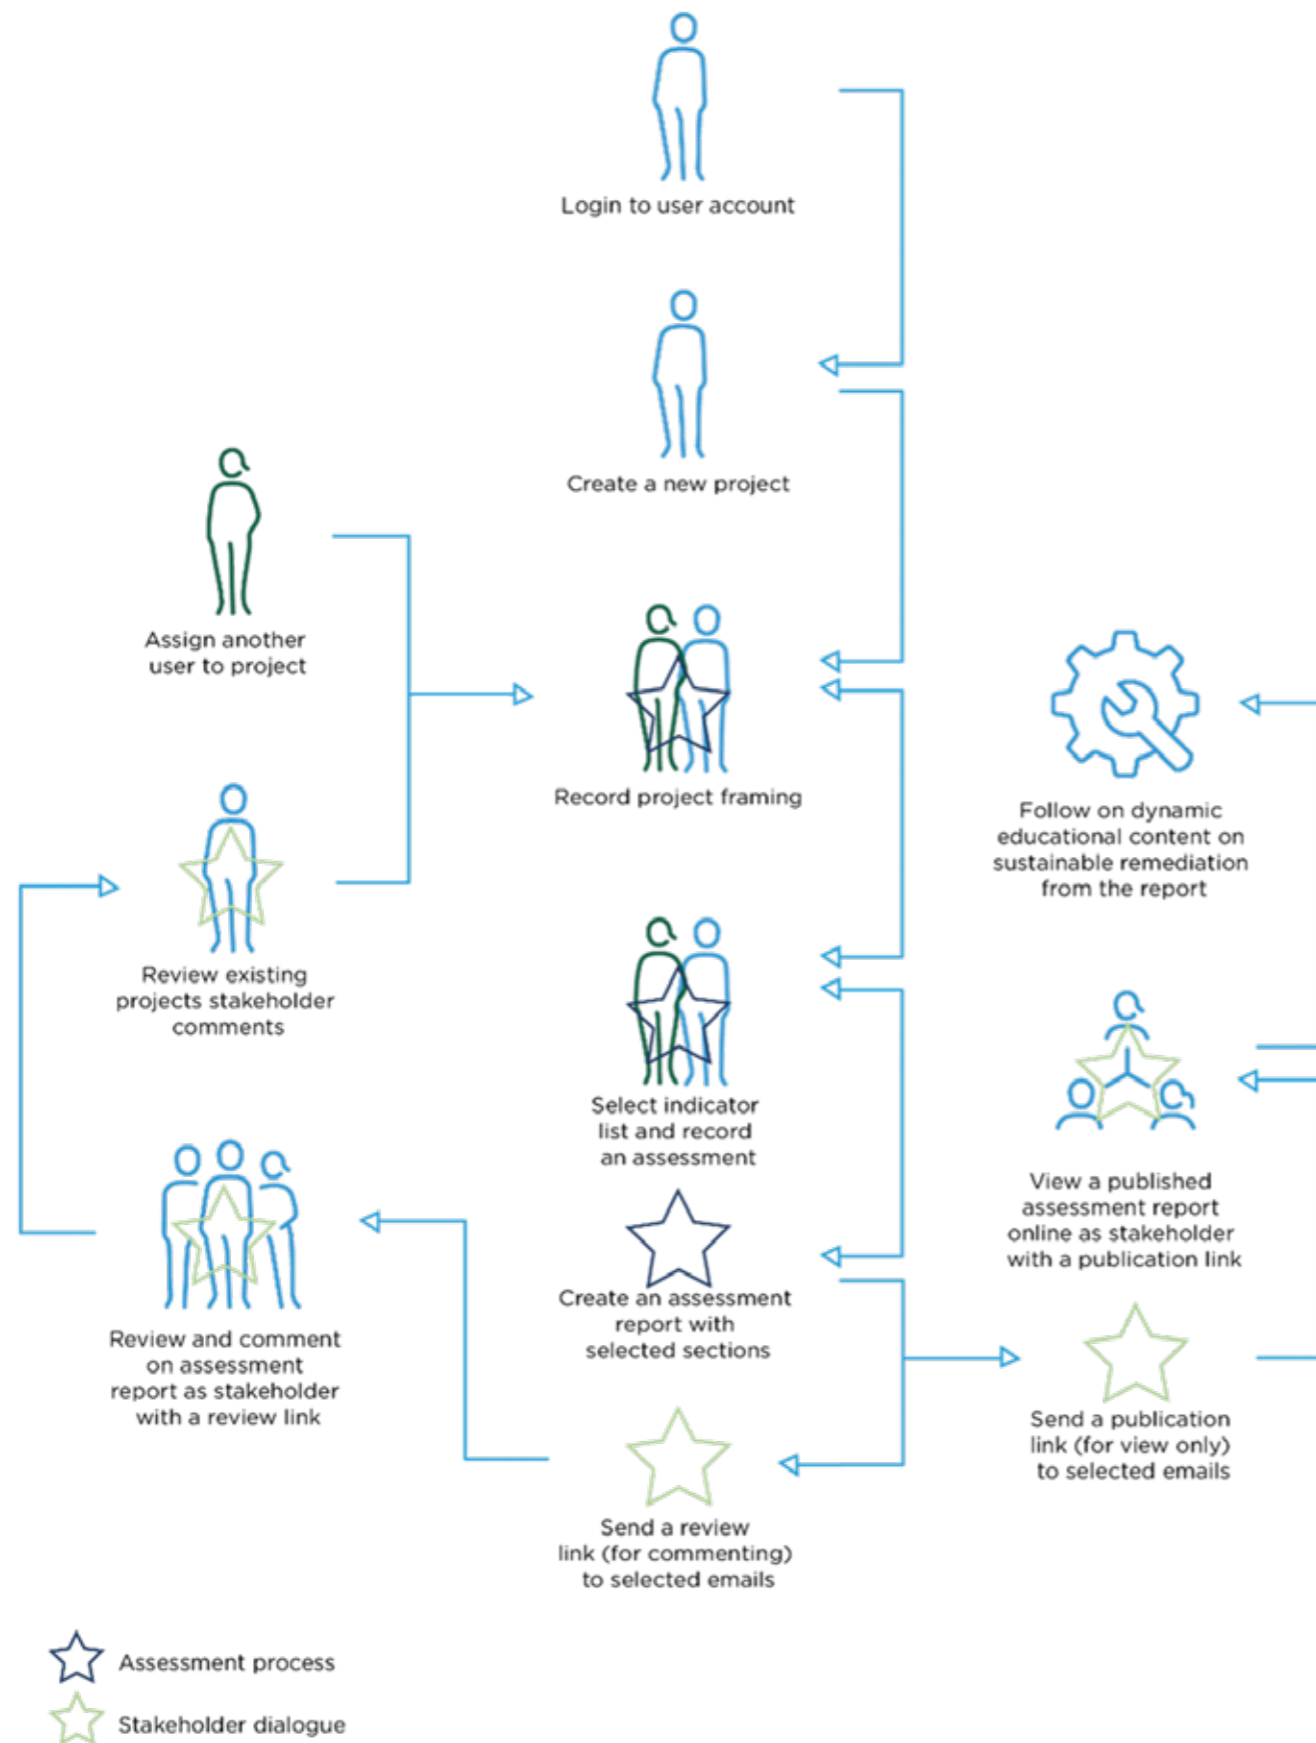 Login to user account
Create a new project
Assign another
user to project
Record project framing
Follow on dynamic
educational content on
sustainable remediation
from the report
Review existing
projects stakeholder
comments
Select indicator
list and record
an assessment
View a published
assessment report
online as stakeholder
with a publication link
Create an assessment
report with
selected sections
Review and comment
on assessment
report as stakeholder
with a review link
Send a publication
link (for view only)
to selected emails
Send a review
link (for commenting)
to selected emails
Assessment process
Stakeholder dialogue